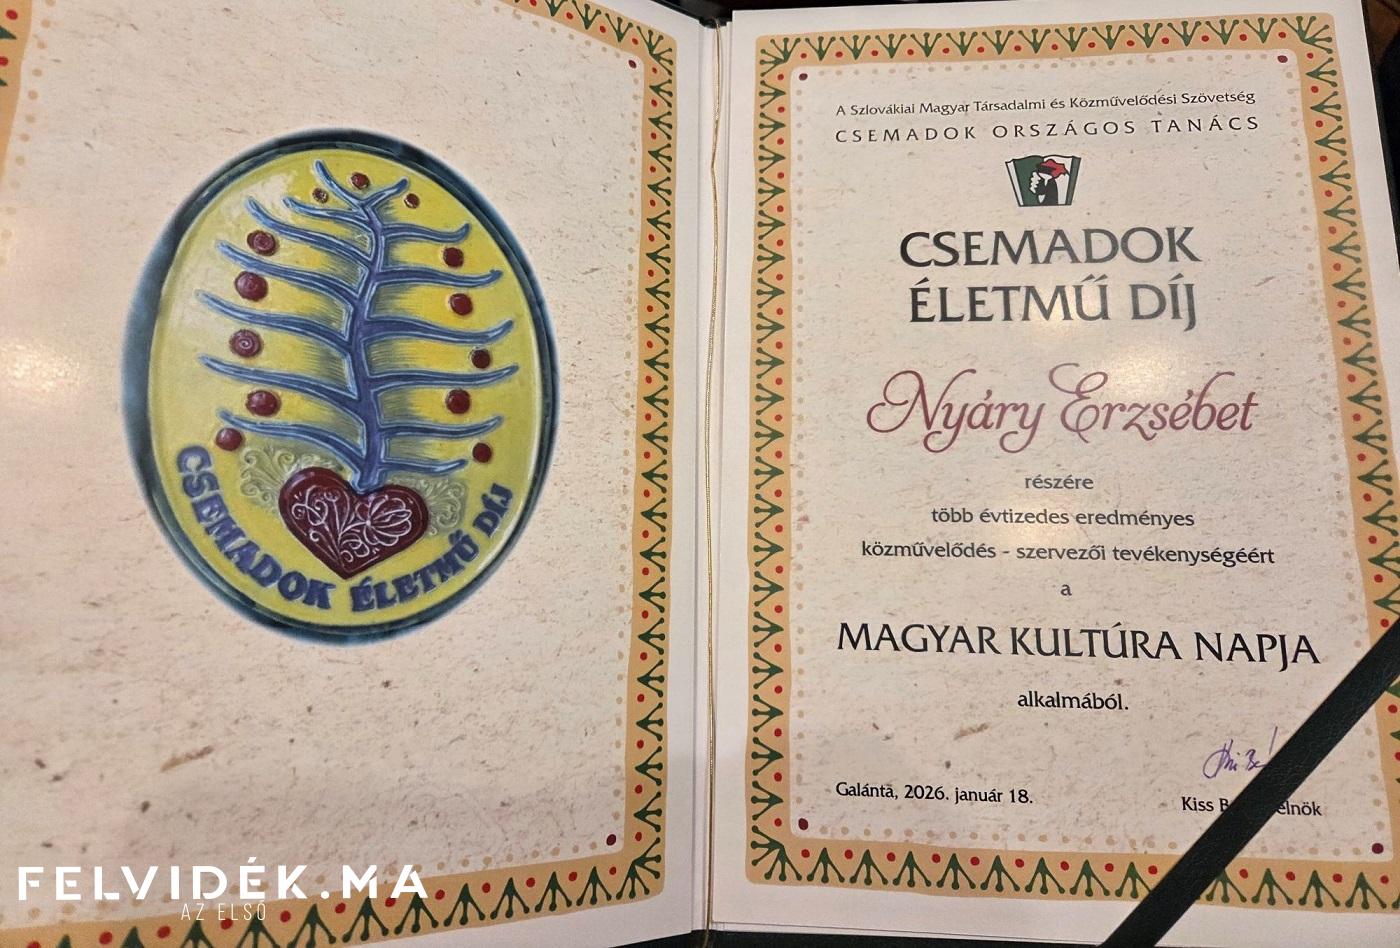 CSEMADOK ÉLETMŰ DÍJ
FELVIDÉK.MA
AZ ELSŐ
A Szlovákiai Magyar Társadalmi és Közművelődési Szövetség
CSEMADOK ORSZÁGOS TANÁCS
CSEMADOK
ÉLETMŰ DÍJ
Nyáry Erzsébet
részére
több évtizedes eredményes
közművelődés - szervezői tevékenységéért
a
MAGYAR KULTÚRA NAPJA
alkalmából.
Galánta, 2026. január 18.
Kiss